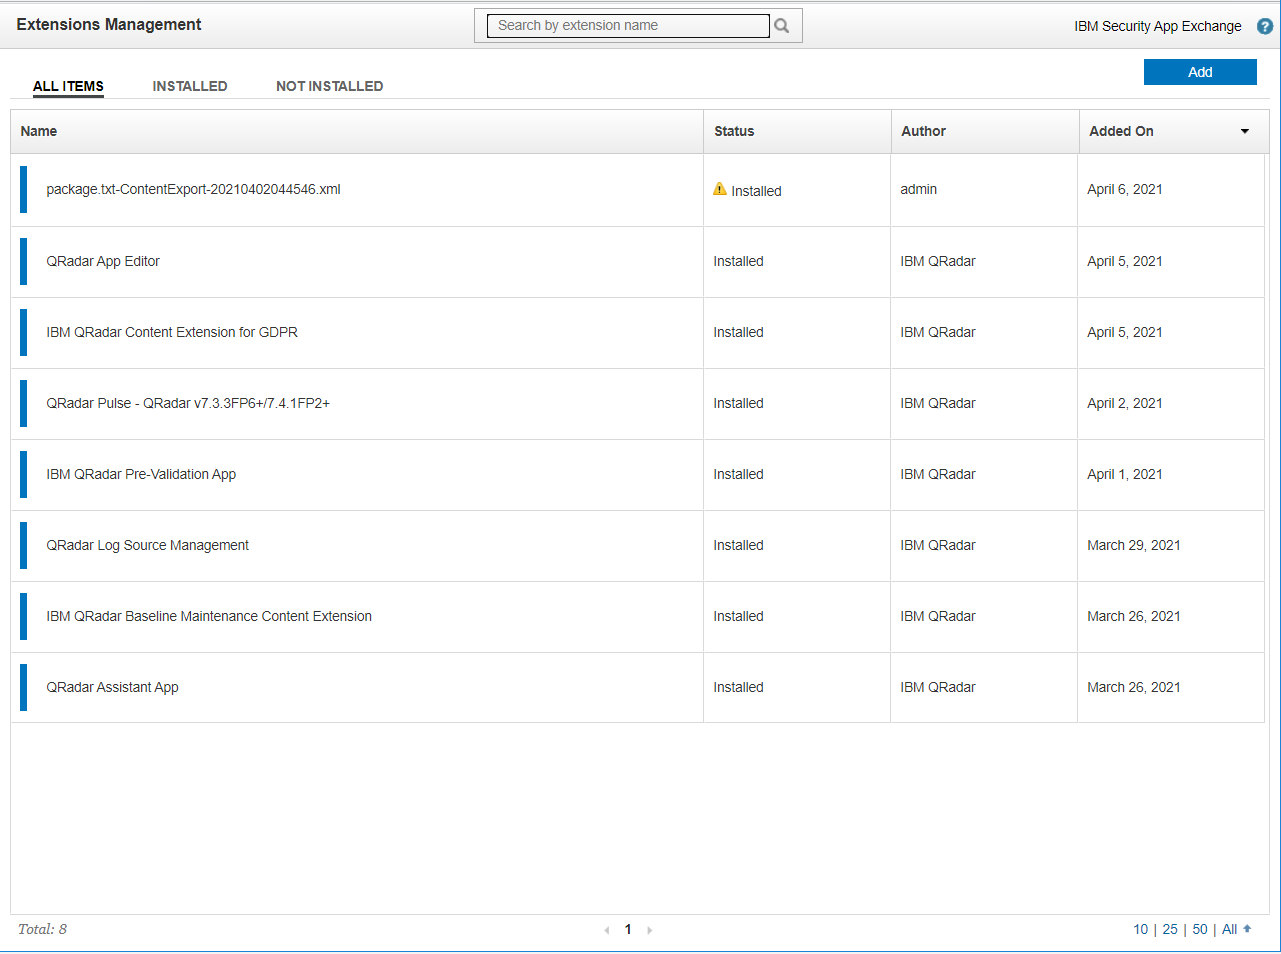 Extensions Management
Search by extension name
IBM Security App Exchange ?
Add
ALL ITEMS INSTALLED NOT INSTALLED
Name Status Author Added On
package.txt-ContentExport-20210402044546.xml Installed admin April 6, 2021
QRadar App Editor Installed IBM QRadar April 5, 2021
IBM QRadar Content Extension for GDPR Installed IBM QRadar April 5, 2021
QRadar Pulse - QRadar v7.3.3FP6+/7.4.1FP2+ Installed IBM QRadar April 2, 2021
IBM QRadar Pre-Validation App Installed IBM QRadar April 1, 2021
QRadar Log Source Management Installed IBM QRadar March 29, 2021
IBM QRadar Baseline Maintenance Content Extension Installed IBM QRadar March 26, 2021
QRadar Assistant App Installed IBM QRadar March 26, 2021
Total: 8 1 10 | 25 | 50 | All